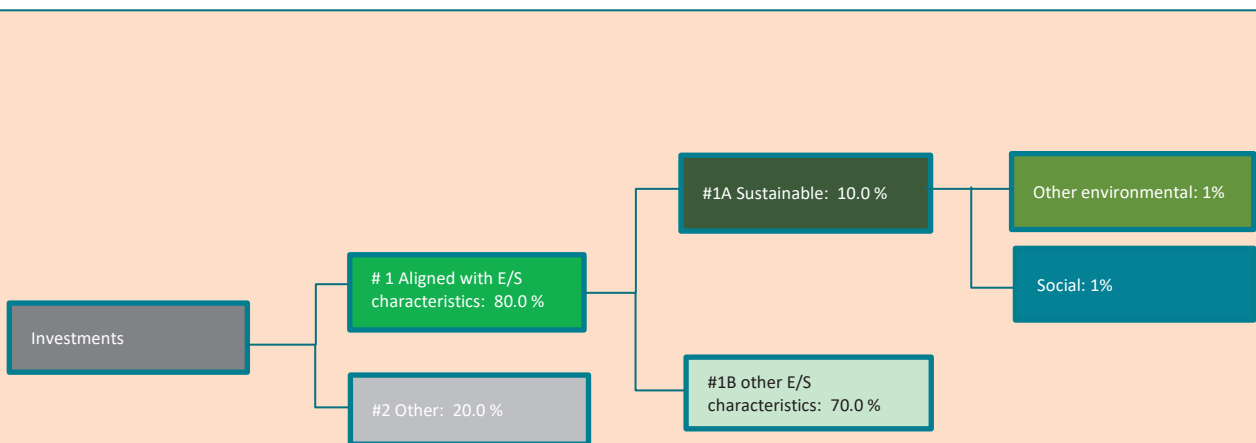 Investments
# 1 Aligned with E/S
characteristics:  80.0 %
#2 Other:  20.0 %
#1A Sustainable:  10.0 %
#1B other E/S
characteristics:  70.0 %
Other environmental: 1%
Social: 1%